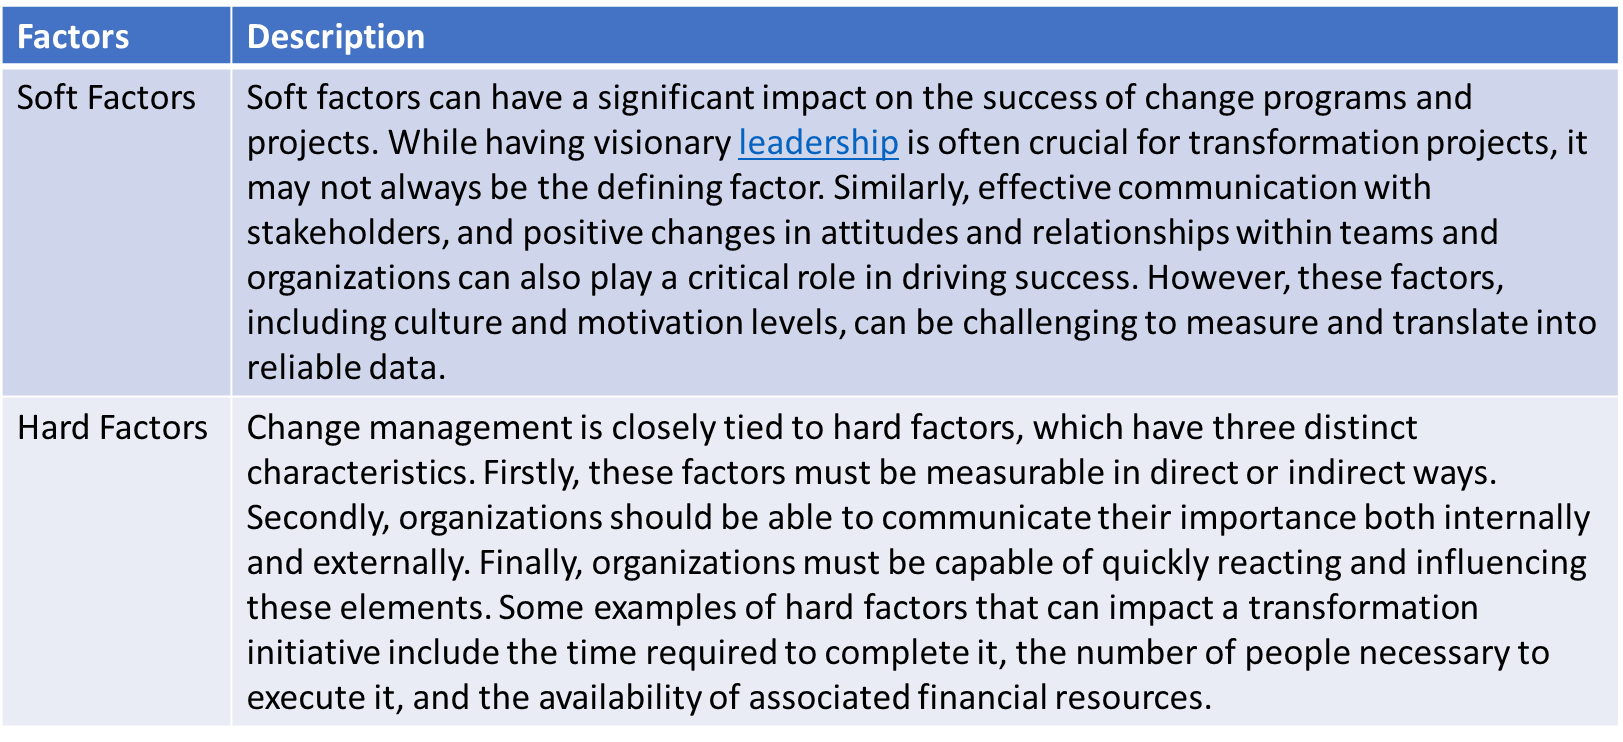 Factors Description
Soft Factors Soft factors can have a significant impact on the success of change programs and
projects. While having visionary leadership is often crucial for transformation projects, it
may not always be the defining factor. Similarly, effective communication with
stakeholders, and positive changes in attitudes and relationships within teams and
organizations can also play a critical role in driving success. However, these factors,
including culture and motivation levels, can be challenging to measure and translate into
reliable data.
Hard Factors Change management is closely tied to hard factors, which have three distinct
characteristics. Firstly, these factors must be measurable in direct or indirect ways.
Secondly, organizations should be able to communicate their importance both internally
and externally. Finally, organizations must be capable of quickly reacting and influencing
these elements. Some examples of hard factors that can impact a transformation
initiative include the time required to complete it, the number of people necessary to
execute it, and the availability of associated financial resources.